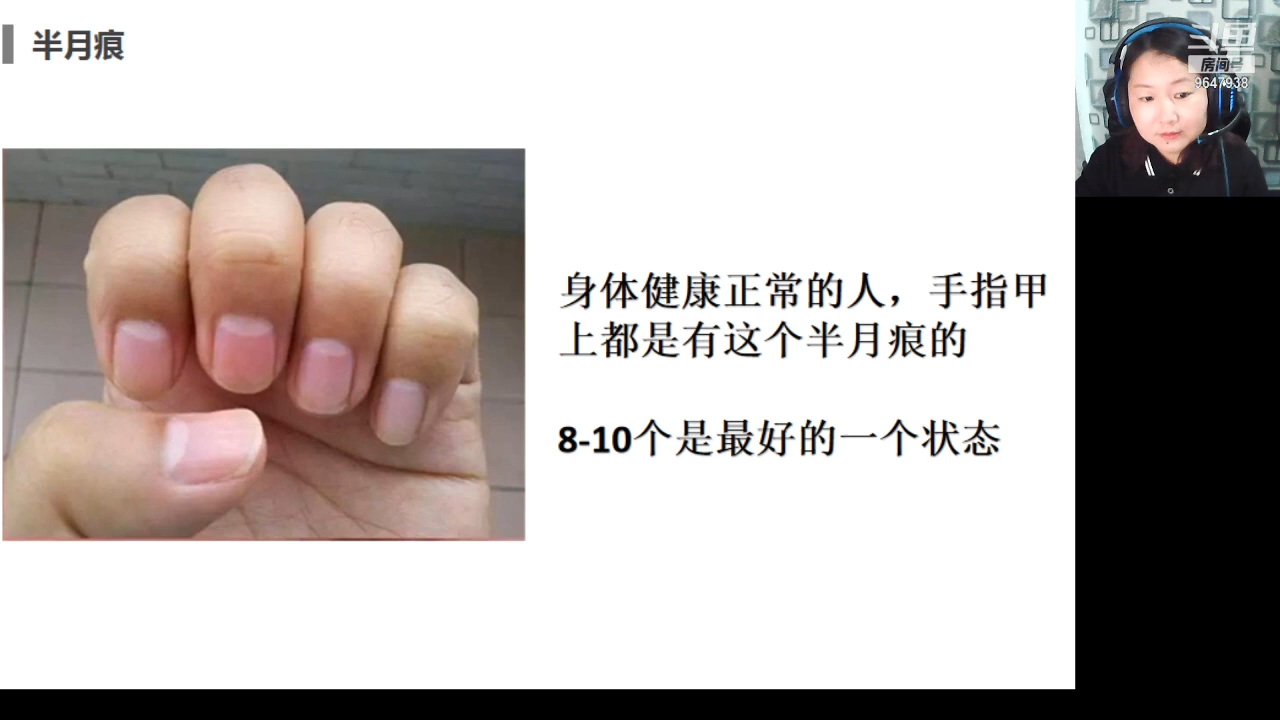 半月痕
身体健康正常的人，手指甲
上都是有这个半月痕的
8-10个是最好的一个状态
斗鱼
房间号
9647938